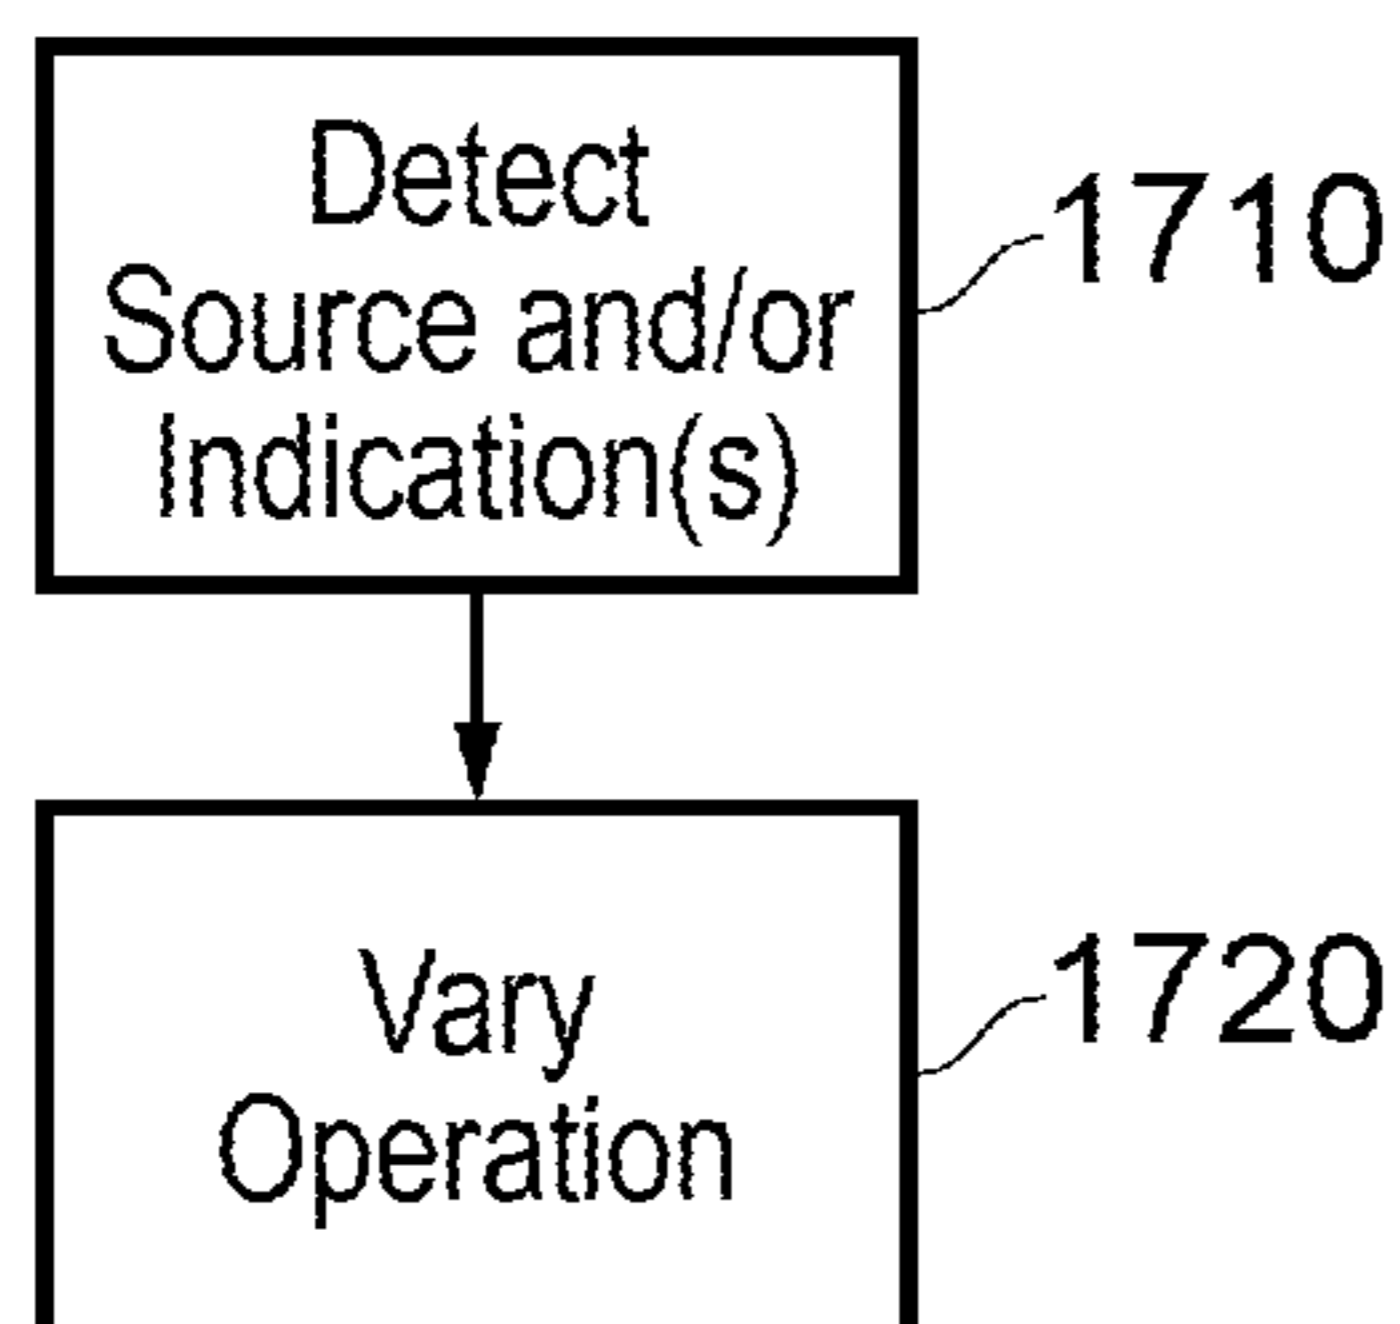 Detect
Source and/or
Indication(s)
1710
Vary
Operation
1720